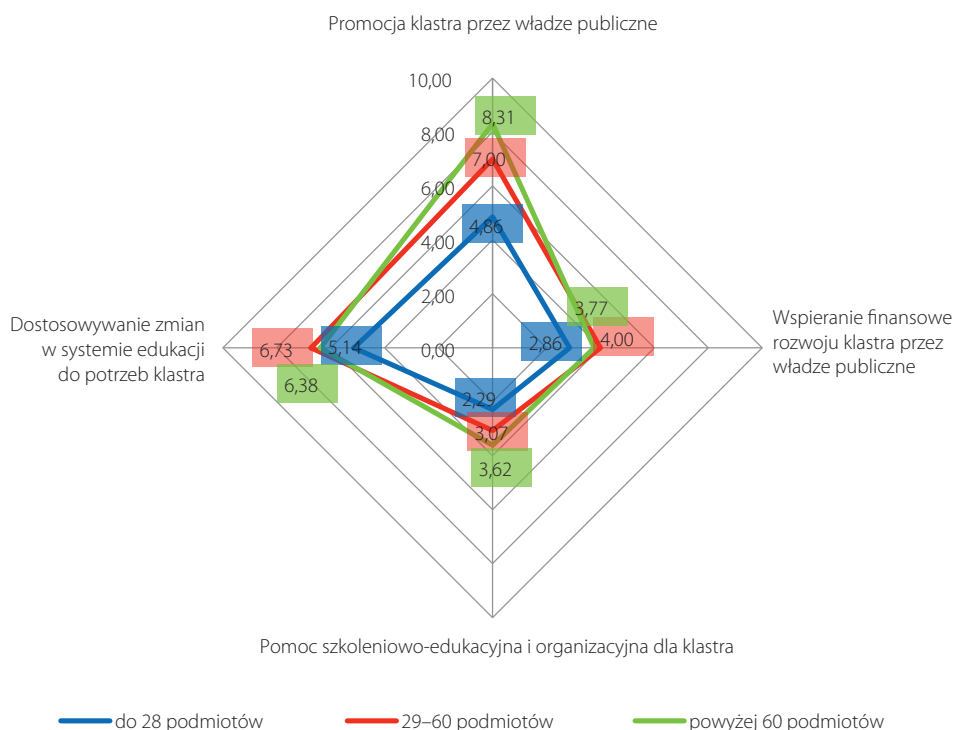 Promocja klastra przez władze publiczne
10,00
8,31
8,00
7,00
6,00
4,86
4,00
3,77
2,00
Dostosowywanie zmian
w systemie edukacji
do potrzeb klastra
6,73
5,14
0,00
2,86
4,00
Wspieranie finansowe
rozwoju klastra przez
władze publiczne
6,38
2,29
3,07
3,62
Pomoc szkoleniowo-edukacyjna i organizacyjna dla klastra
do 28 podmiotów
29–60 podmiotów
powyżej 60 podmiotów